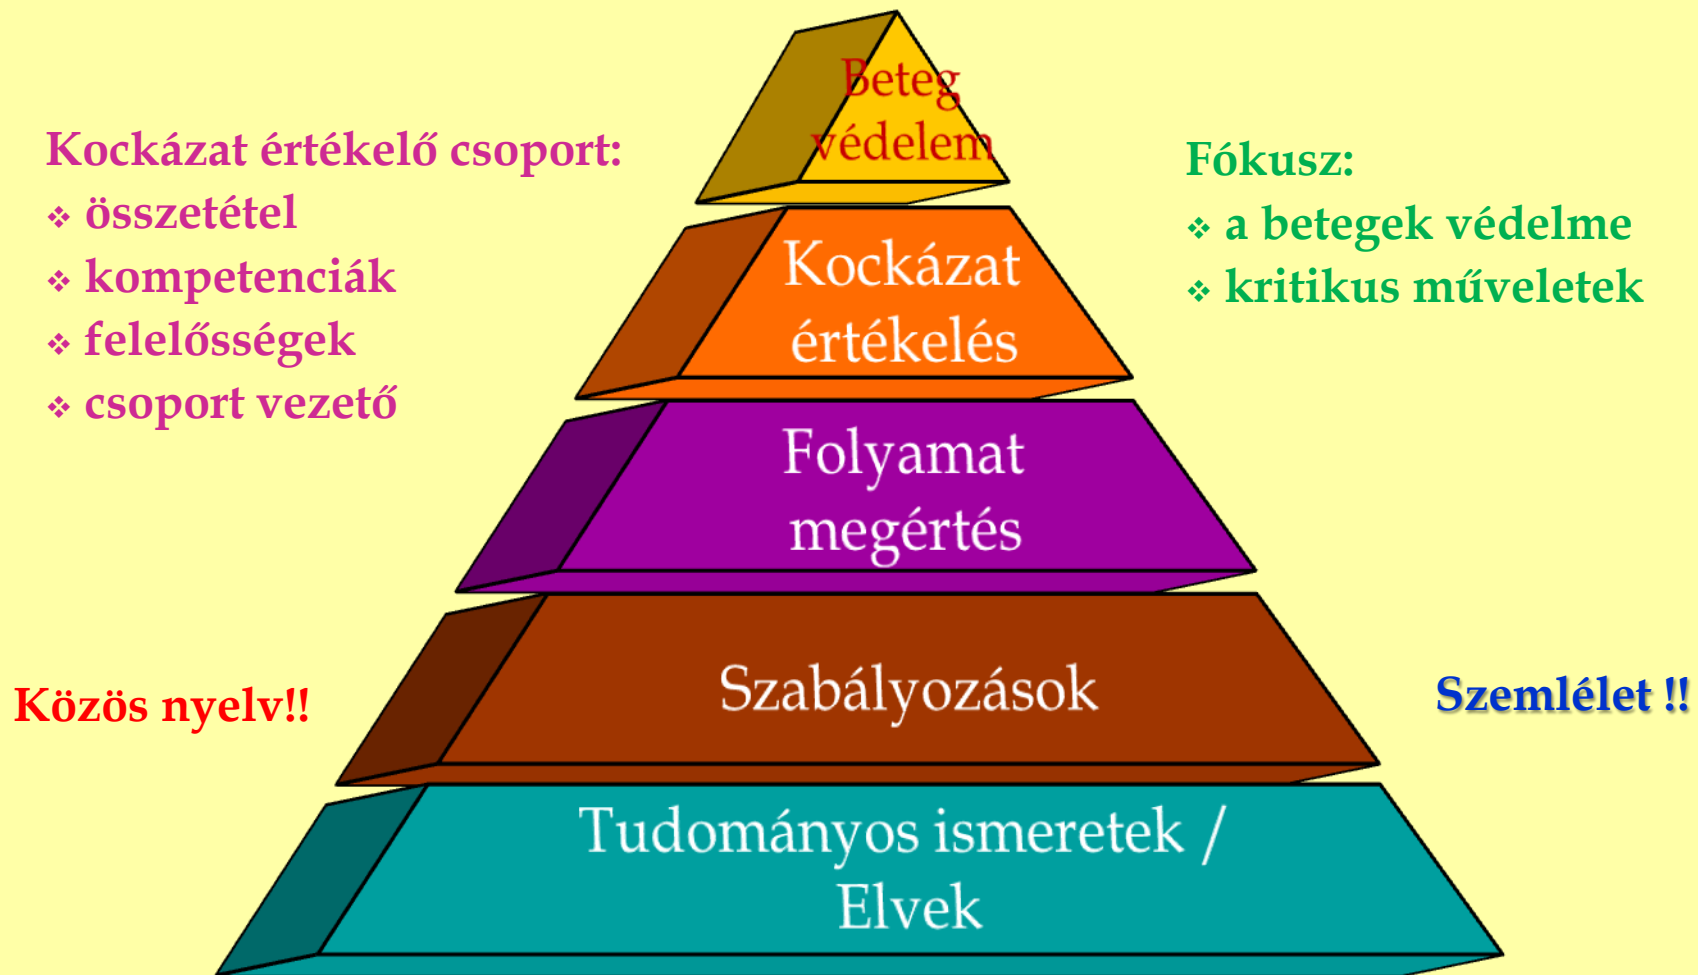 Beteg
védelem
Kockázat értékelő csoport:
❖ összetétel
❖ kompetenciák
❖ felelősségek
❖ csoport vezető
Fókusz:
❖ a betegek védelme
❖ kritikus műveletek
Kockázat
értékelés
Folyamat
megértés
Közös nyelv!!
Szabályozások
Szemlélet !!
Tudományos ismeretek /
Elvek